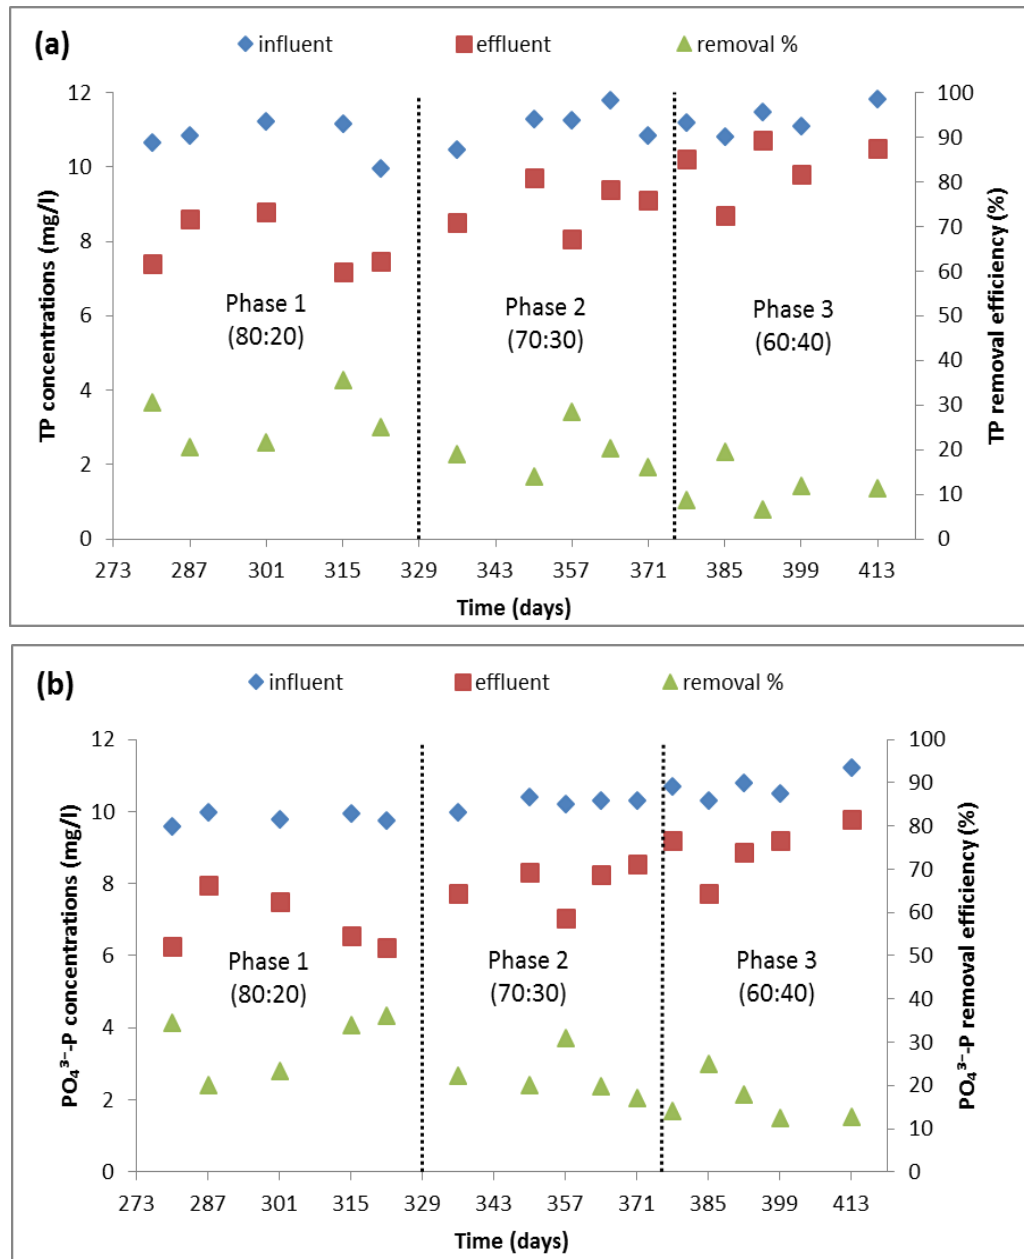 (a)
influent effluent removal %
12 100
90
10 80
70
8 60
6 50
40
4 30
2 20
10
0 0
TP concentrations (mg/l)
TP removal efficiency (%)
Phase 1
(80:20)
Phase 2
(70:30)
Phase 3
(60:40)
273 287 301 315 329 343 357 371 385 399 413
Time (days)
(b)
influent effluent removal %
12 100
90
10 80
70
8 60
6 50
40
4 30
2 20
10
0 0
PO₄³⁻-P concentrations (mg/l)
PO₄³⁻-P removal efficiency (%)
Phase 1
(80:20)
Phase 2
(70:30)
Phase 3
(60:40)
273 287 301 315 329 343 357 371 385 399 413
Time (days)